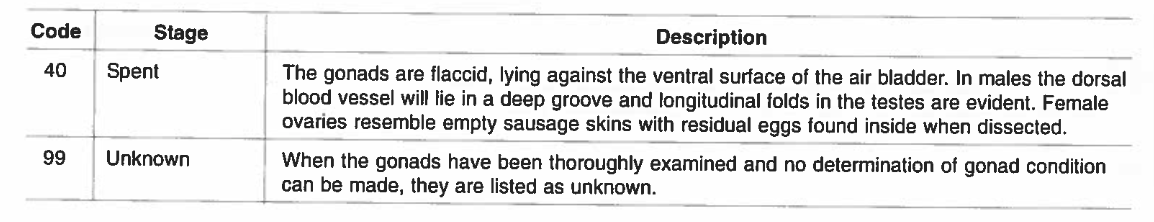 Code Stage Description
40 Spent The gonads are flaccid, lying against the ventral surface of the air bladder. In males the dorsal
blood vessel will lie in a deep groove and longitudinal folds in the testes are evident. Female
ovaries resemble empty sausage skins with residual eggs found inside when dissected.
99 Unknown When the gonads have been thoroughly examined and no determination of gonad condition
can be made, they are listed as unknown.